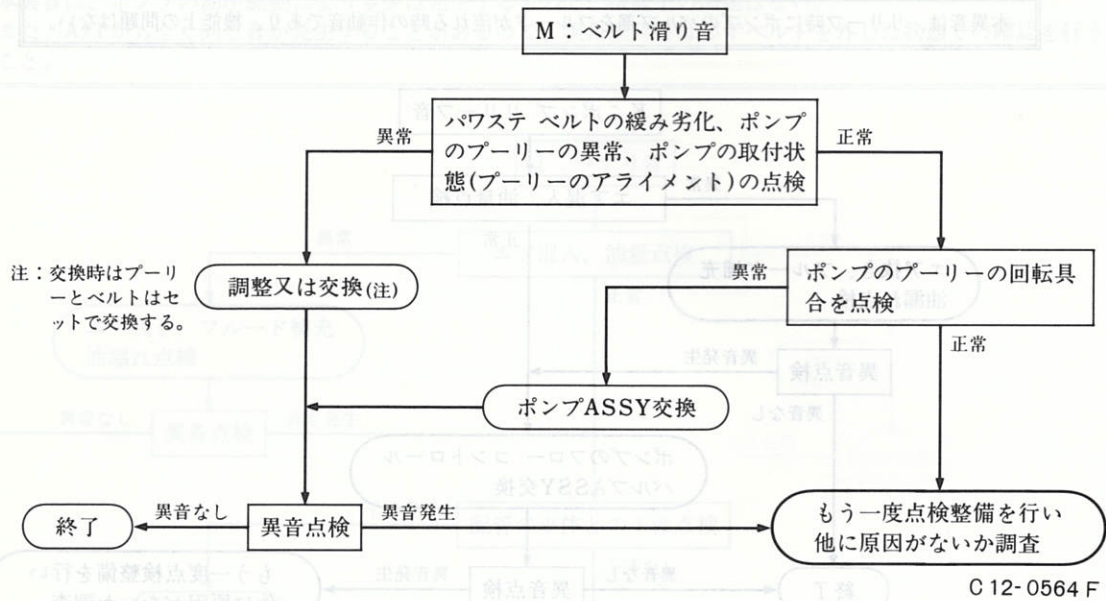 M：ベルト滑り音
パワステ ベルトの緩み劣化、ポンプ
のプーリーの異常、ポンプの取付状
態(プーリーのアライメント)の点検
異常
正常
注：交換時はプーリ
ーとベルトはセ
ットで交換する。
調整又は交換(注)
異常
ポンプのプーリーの回転具
合を点検
正常
ポンプASSY交換
終了
異音なし
異音点検
異音発生
もう一度点検整備を行い
他に原因がないか調査
C12-0564F